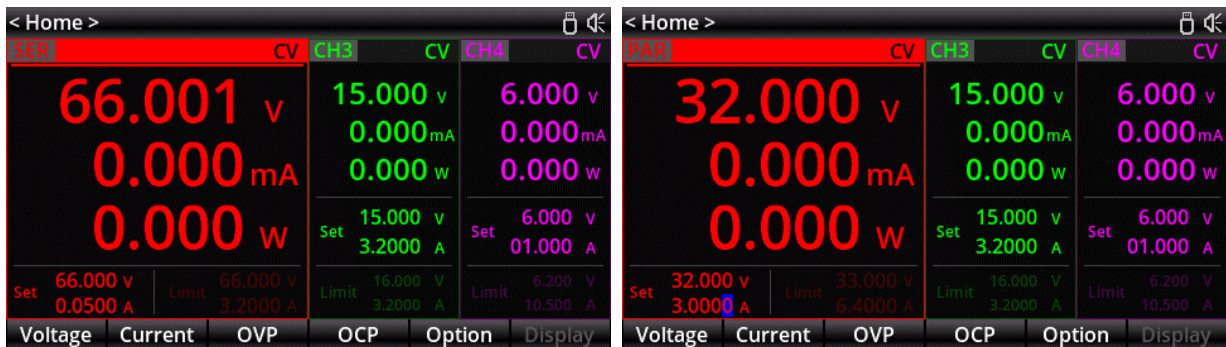 < Home >
SER CV CH3 CV CH4 CV
66.001 V 15.000 V 6.000 V
0.000 mA 0.000 mA 0.000 mA
0.000 W 0.000 W 0.000 W
Set 66.000 V 0.0500 A Limit 66.000 V 3.2000 A
Set 15.000 V 3.2000 A Set 6.000 V 01.000 A
Limit 16.000 V 3.2000 A Limit 6.200 V 10.500 A
Voltage Current OVP OCP Option Display
< Home >
PAR CV CH3 CV CH4 CV
32.000 V 15.000 V 6.000 V
0.000 mA 0.000 mA 0.000 mA
0.000 W 0.000 W 0.000 W
Set 32.000 V 3.0000 A Limit 33.000 V 6.4000 A
Set 15.000 V 3.2000 A Set 6.000 V 01.000 A
Limit 16.000 V 3.2000 A Limit 6.200 V 10.500 A
Voltage Current OVP OCP Option Display